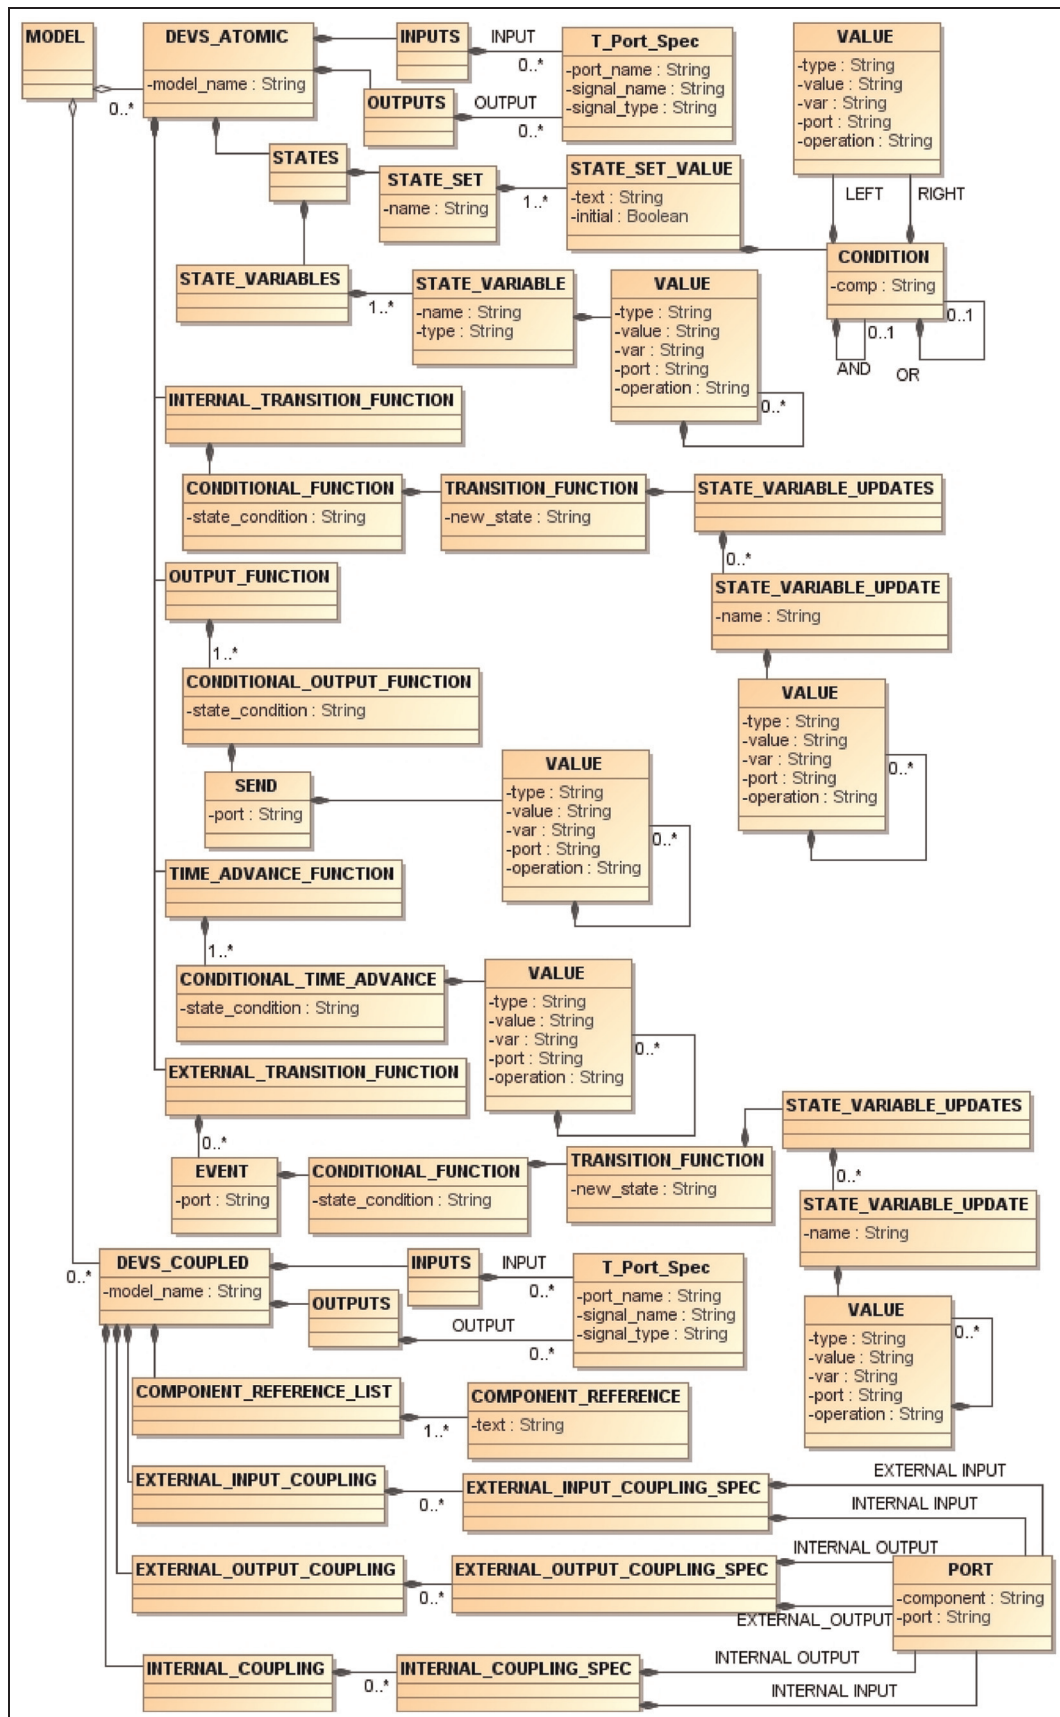 MODEL
DEVS_ATOMIC
-model_name : String
0..*
INPUTS
INPUT
0..*
OUTPUTS
OUTPUT
0..*
T_Port_Spec
-port_name : String
-signal_name : String
-signal_type : String
VALUE
-type : String
-value : String
-var : String
-port : String
-operation : String
LEFT
RIGHT
STATES
STATE_SET
-name : String
1..*
STATE_SET_VALUE
-text : String
-initial : Boolean
CONDITION
-comp : String
0..1
0..1
AND
OR
STATE_VARIABLES
1..*
STATE_VARIABLE
-name : String
-type : String
VALUE
-type : String
-value : String
-var : String
-port : String
-operation : String
0..*
INTERNAL_TRANSITION_FUNCTION
CONDITIONAL_FUNCTION
-state_condition : String
TRANSITION_FUNCTION
-new_state : String
STATE_VARIABLE_UPDATES
0..*
STATE_VARIABLE_UPDATE
-name : String
VALUE
-type : String
-value : String
-var : String
-port : String
-operation : String
0..*
OUTPUT_FUNCTION
1..*
CONDITIONAL_OUTPUT_FUNCTION
-state_condition : String
SEND
-port : String
VALUE
-type : String
-value : String
-var : String
-port : String
-operation : String
0..*
TIME_ADVANCE_FUNCTION
1..*
CONDITIONAL_TIME_ADVANCE
-state_condition : String
VALUE
-type : String
-value : String
-var : String
-port : String
-operation : String
0..*
EXTERNAL_TRANSITION_FUNCTION
0..*
EVENT
-port : String
CONDITIONAL_FUNCTION
-state_condition : String
TRANSITION_FUNCTION
-new_state : String
STATE_VARIABLE_UPDATES
0..*
STATE_VARIABLE_UPDATE
-name : String
VALUE
-type : String
-value : String
-var : String
-port : String
-operation : String
0..*
0..*
DEVS_COUPLED
-model_name : String
INPUTS
INPUT
0..*
OUTPUTS
OUTPUT
0..*
T_Port_Spec
-port_name : String
-signal_name : String
-signal_type : String
COMPONENT_REFERENCE_LIST
1..*
COMPONENT_REFERENCE
-text : String
EXTERNAL_INPUT_COUPLING
0..*
EXTERNAL_INPUT_COUPLING_SPEC
EXTERNAL INPUT
INTERNAL INPUT
EXTERNAL_OUTPUT_COUPLING
0..*
EXTERNAL_OUTPUT_COUPLING_SPEC
INTERNAL OUTPUT
EXTERNAL_OUTPUT
PORT
-component : String
-port : String
INTERNAL_COUPLING
0..*
INTERNAL_COUPLING_SPEC
INTERNAL OUTPUT
INTERNAL INPUT